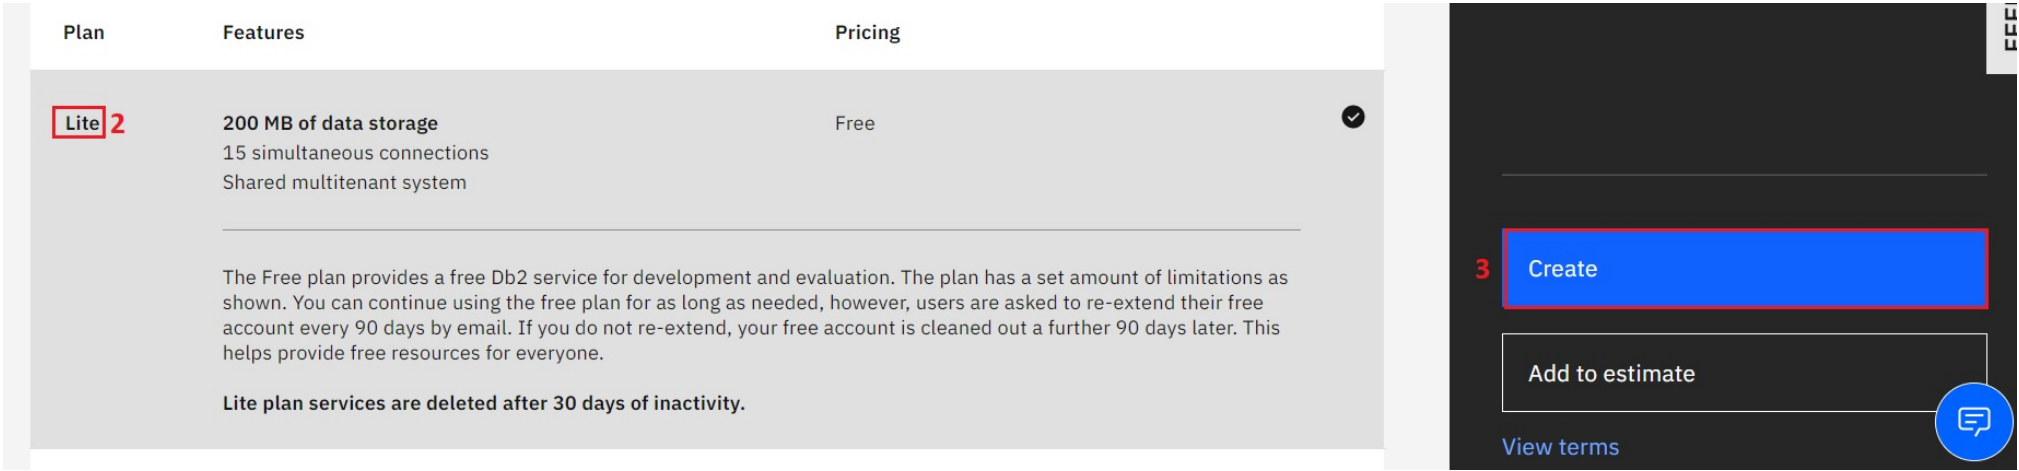 Plan Features Pricing
Lite 2 200 MB of data storage Free
15 simultaneous connections
Shared multitenant system
The Free plan provides a free Db2 service for development and evaluation. The plan has a set amount of limitations as
shown. You can continue using the free plan for as long as needed, however, users are asked to re-extend their free
account every 90 days by email. If you do not re-extend, your free account is cleaned out a further 90 days later. This
helps provide free resources for everyone.
Lite plan services are deleted after 30 days of inactivity.
3 Create
Add to estimate
View terms